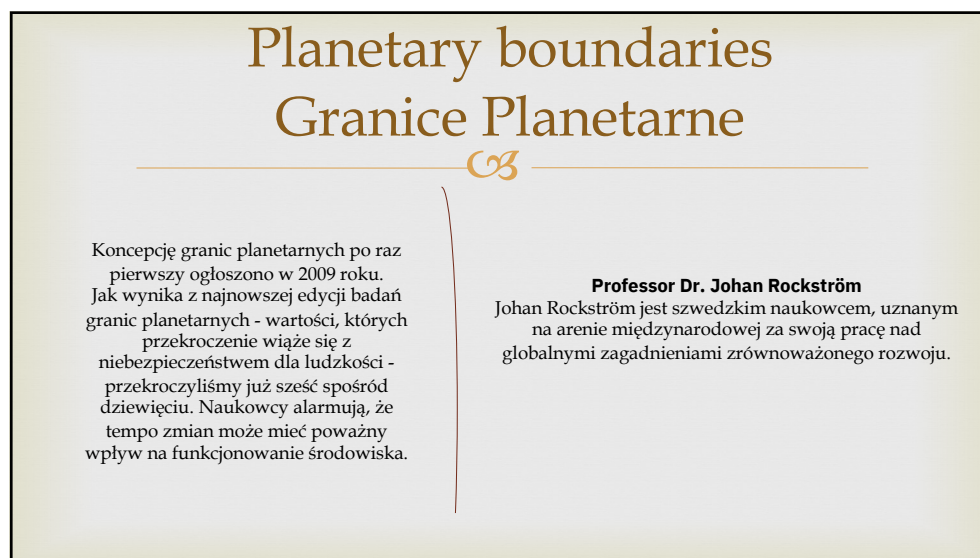 Planetary boundaries
Granice Planetarne
Koncepcję granic planetarnych po raz
pierwszy ogłoszono w 2009 roku.
Jak wynika z najnowszej edycji badań
granic planetarnych - wartości, których
przekroczenie wiąże się z
niebezpieczeństwem dla ludzkości -
przekroczyliśmy już sześć spośród
dziewięciu. Naukowcy alarmują, że
tempo zmian może mieć poważny
wpływ na funkcjonowanie środowiska.
Professor Dr. Johan Rockström
Johan Rockström jest szwedzkim naukowcem, uznanym
na arenie międzynarodowej za swoją pracę nad
globalnymi zagadnieniami zrównoważonego rozwoju.